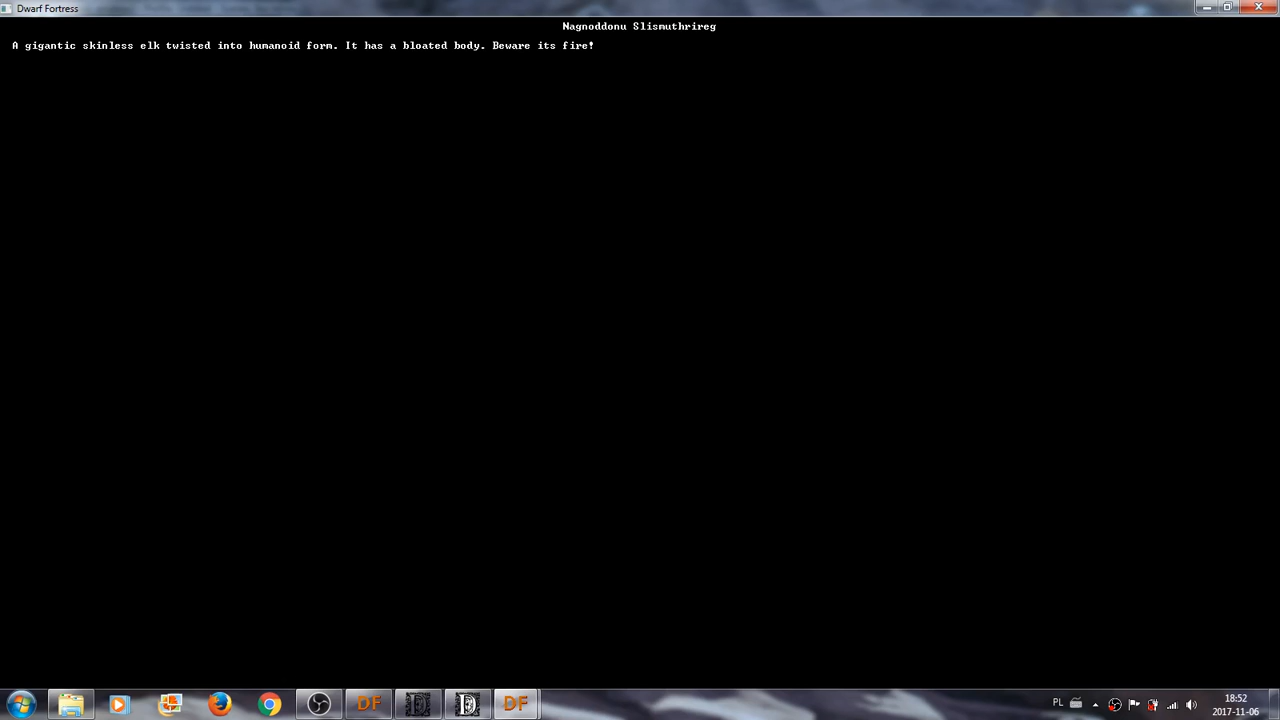 Dwarf Fortress
Nagnoddonu Slismuthrireg
A gigantic skinless elk twisted into humanoid form. It has a bloated body. Beware its fire!
DF
DF
PL
18:52
2017-11-06